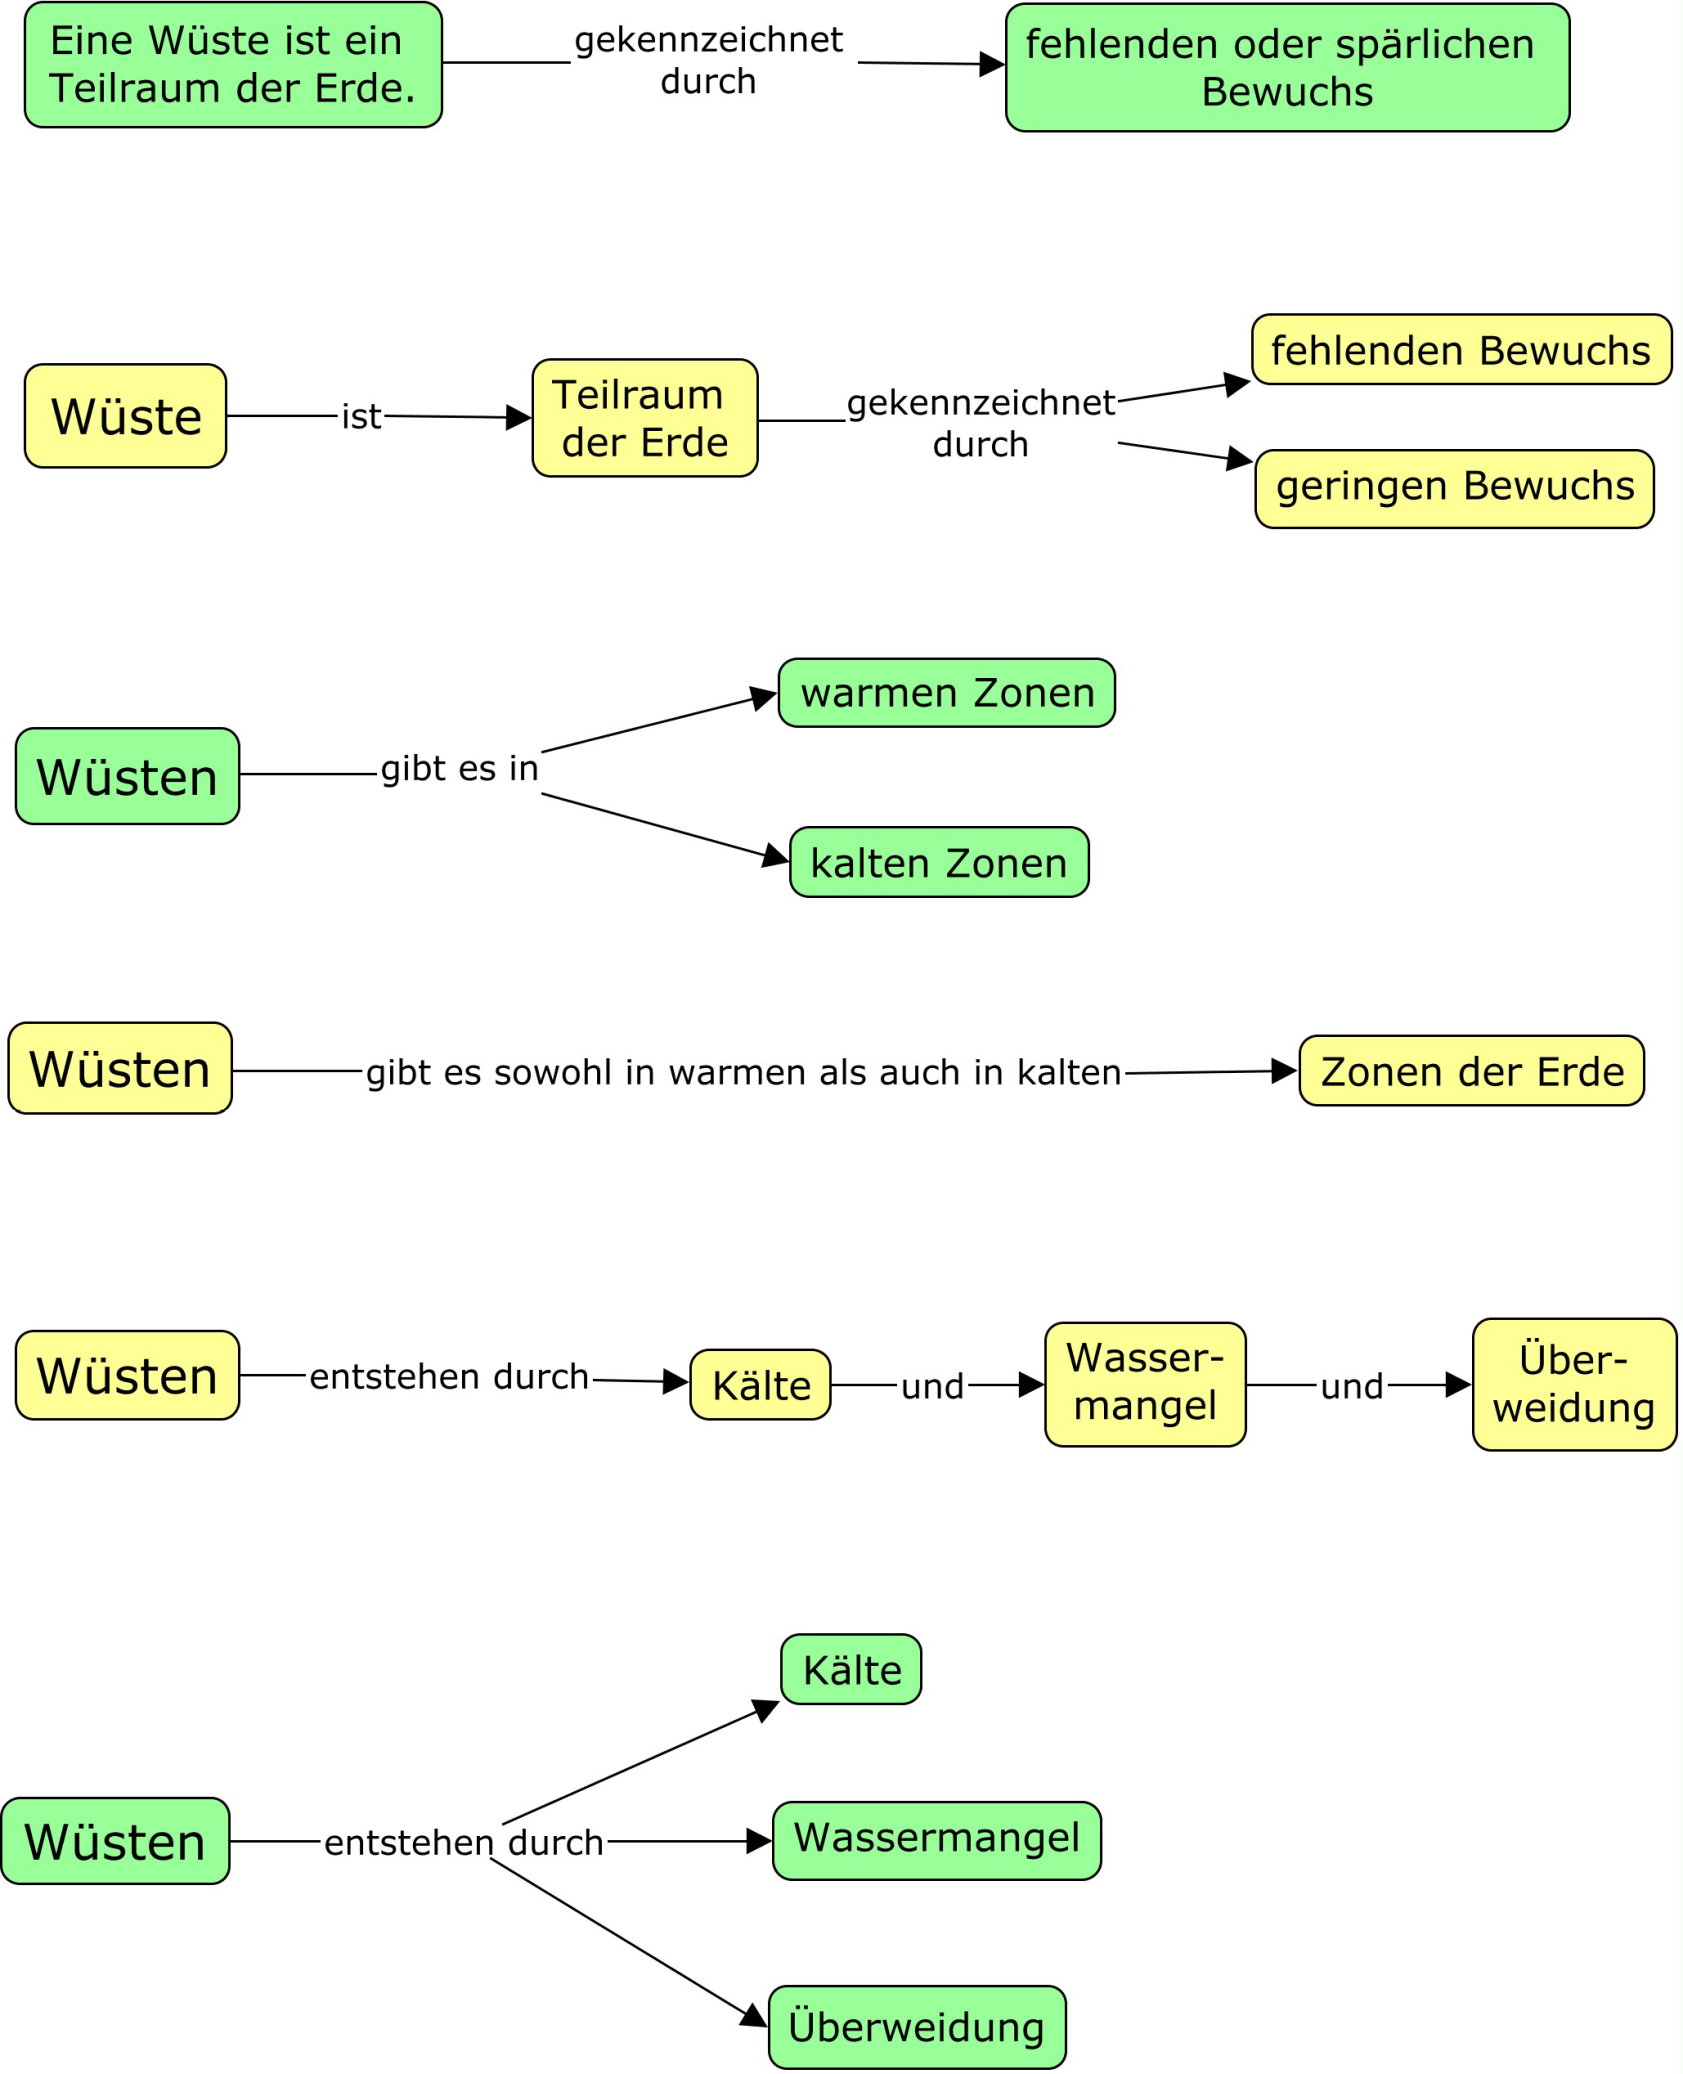 Eine Wüste ist ein
Teilraum der Erde.
gekennzeichnet
durch
fehlenden oder spärlichen
Bewuchs
Wüste
ist
Teilraum
der Erde
gekennzeichnet
durch
fehlenden Bewuchs
geringen Bewuchs
Wüsten
gibt es in
warmen Zonen
kalten Zonen
Wüsten
gibt es sowohl in warmen als auch in kalten
Zonen der Erde
Wüsten
entstehen durch
Kälte
und
Wasser-
mangel
und
Über-
weidung
Wüsten
entstehen durch
Kälte
Wassermangel
Überweidung